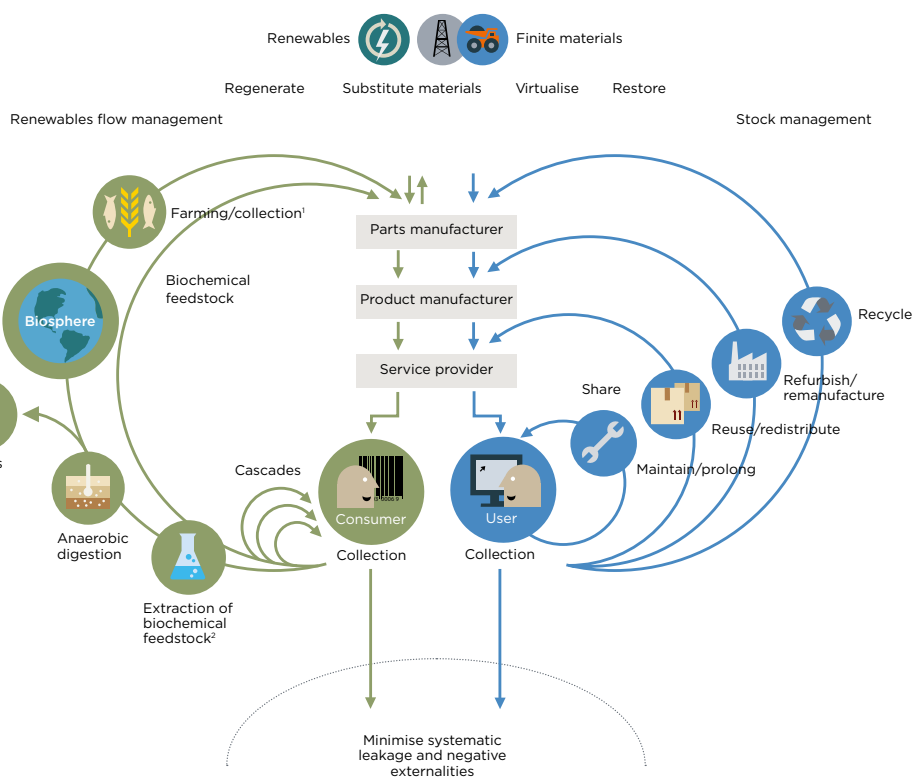 Renewables
Finite materials
Regenerate
Substitute materials
Virtualise
Restore
Renewables flow management
Stock management
Farming/collection¹
Parts manufacturer
Biochemical
feedstock
Product manufacturer
Biosphere
Recycle
Service provider
Share
Refurbish/
remanufacture
Reuse/redistribute
s
Cascades
Maintain/prolong
Consumer
User
Anaerobic
digestion
Collection
Collection
Extraction of
biochemical
feedstock²
Minimise systematic
leakage and negative
externalities